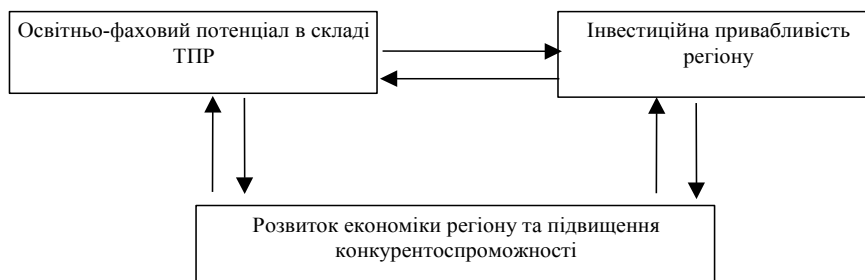 Освітньо-фаховий потенціал в складі
ТПР
Інвестиційна привабливість
регіону
Розвиток економіки регіону та підвищення
конкурентоспроможності